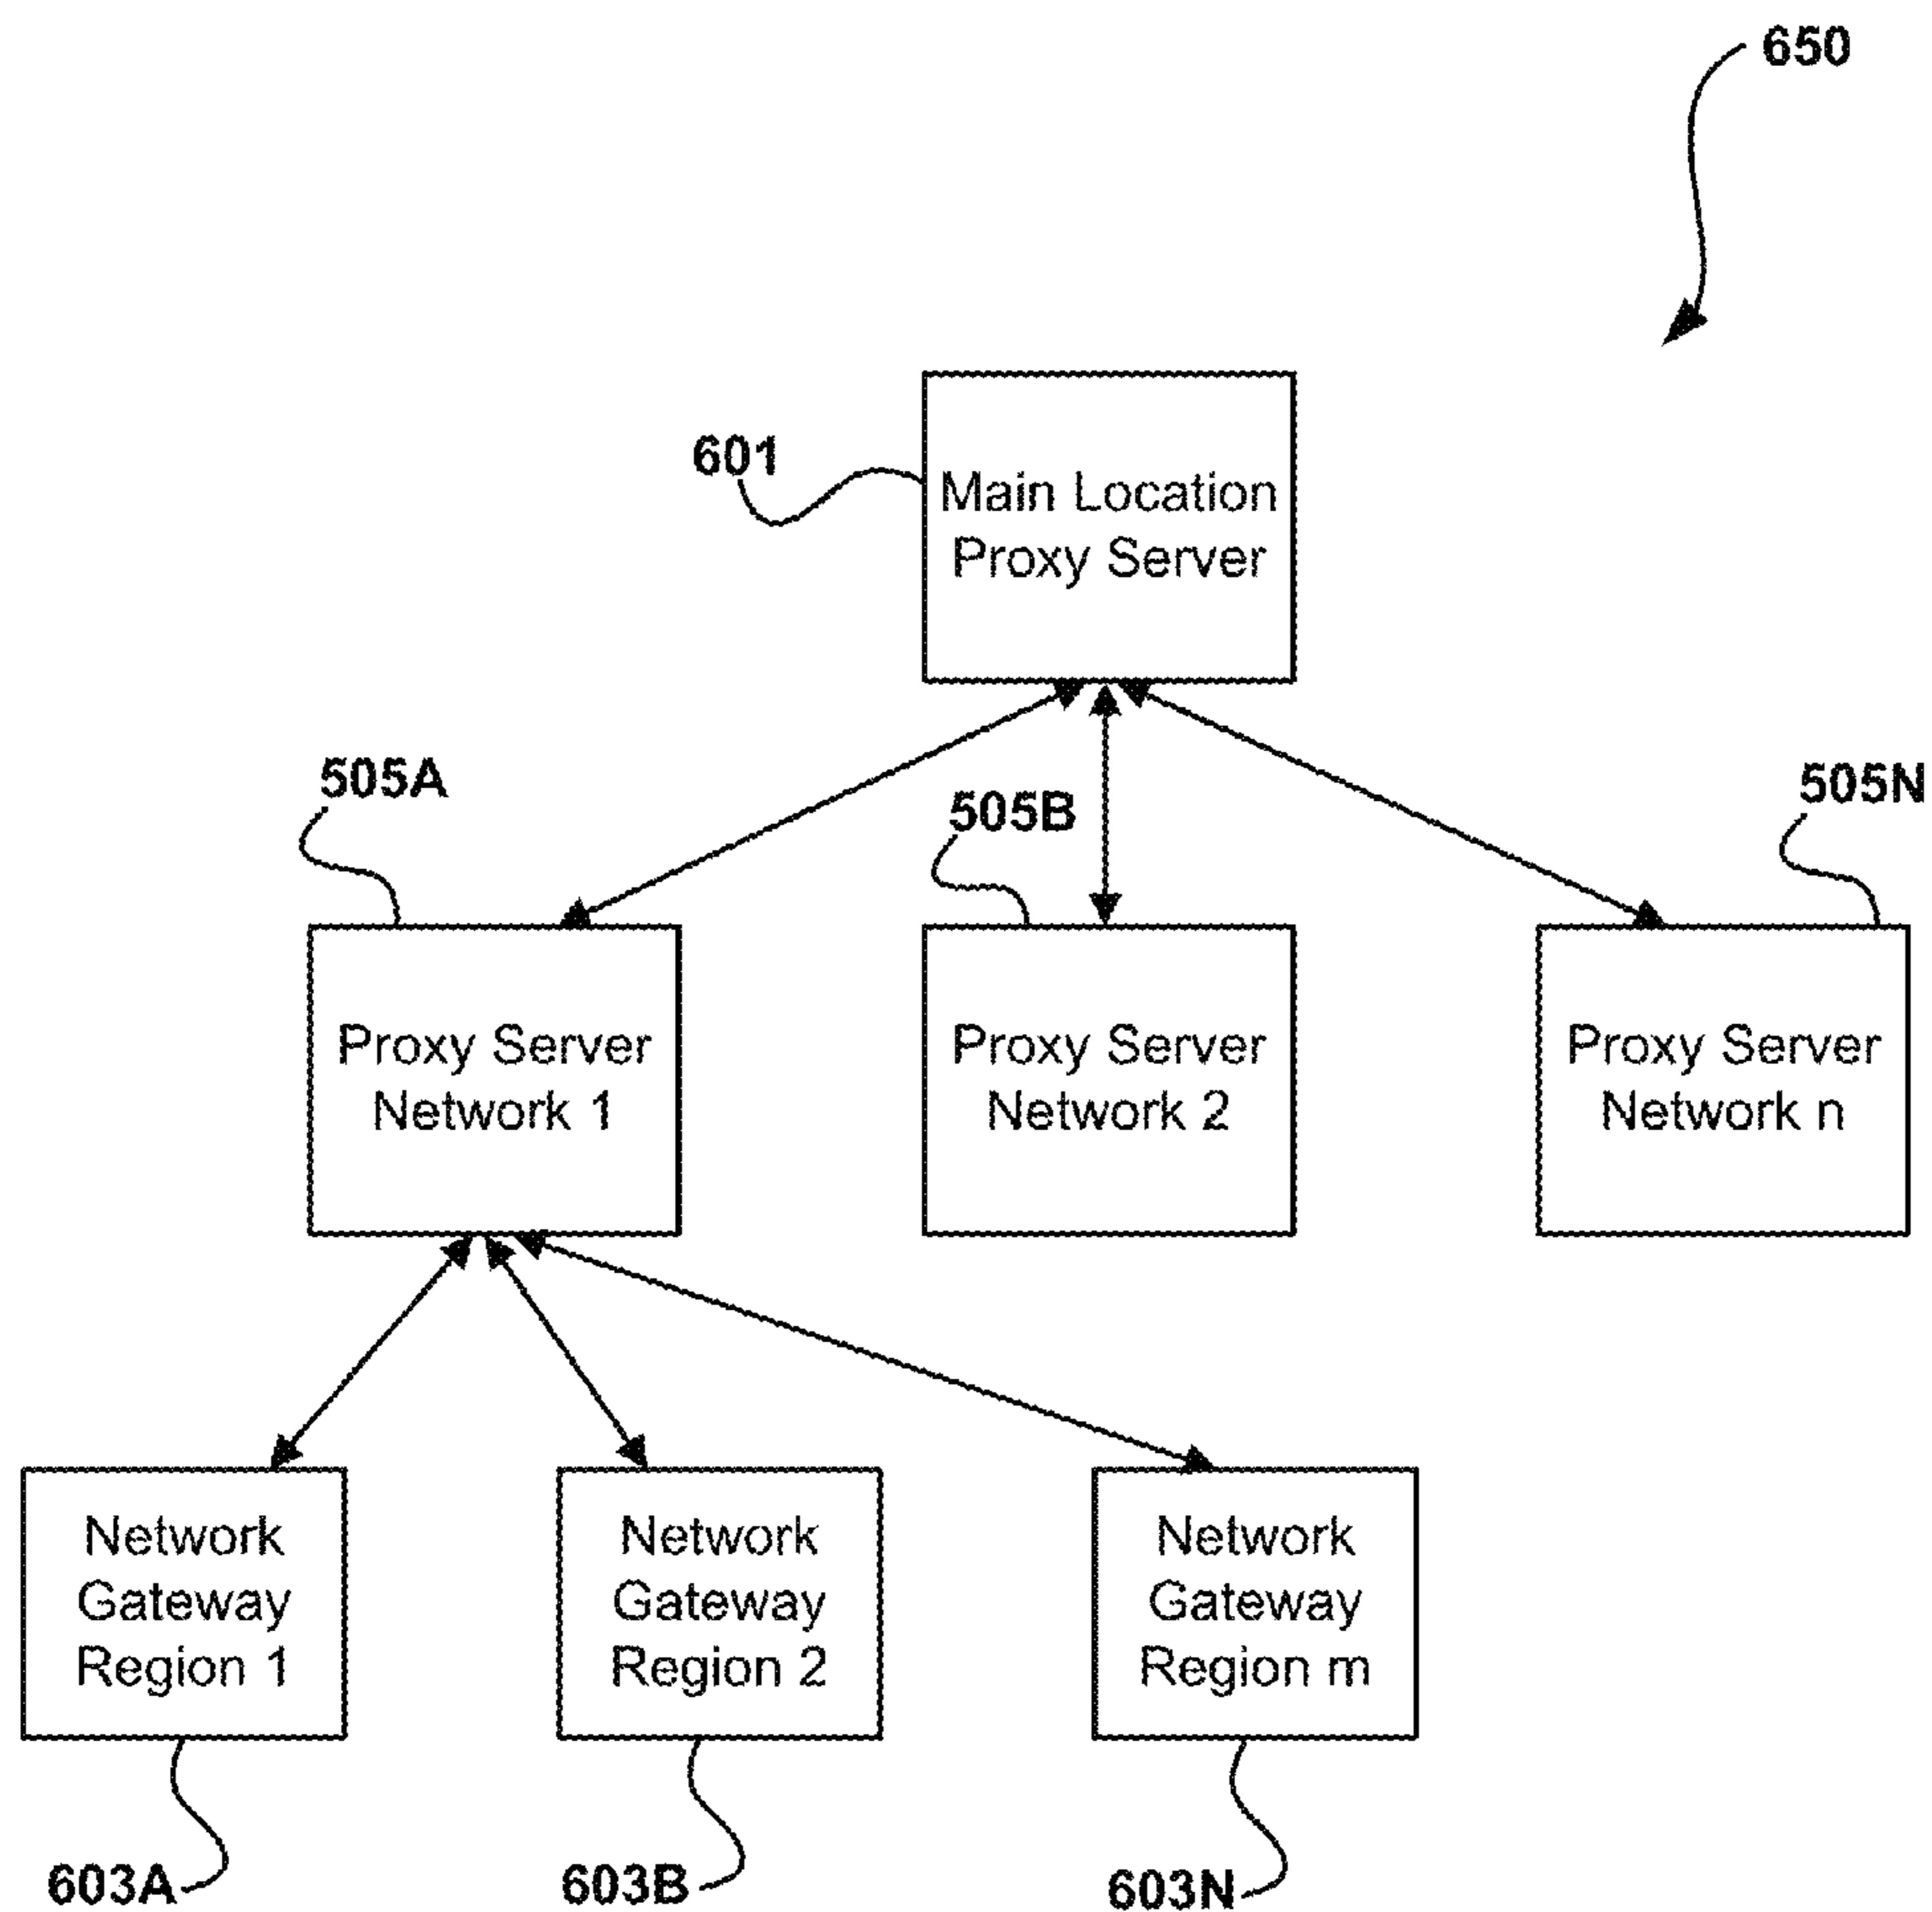 650
601
Main Location
Proxy Server
505A
505B
505N
Proxy Server
Network 1
Proxy Server
Network 2
Proxy Server
Network n
Network
Gateway
Region 1
Network
Gateway
Region 2
Network
Gateway
Region m
603A
603B
603N